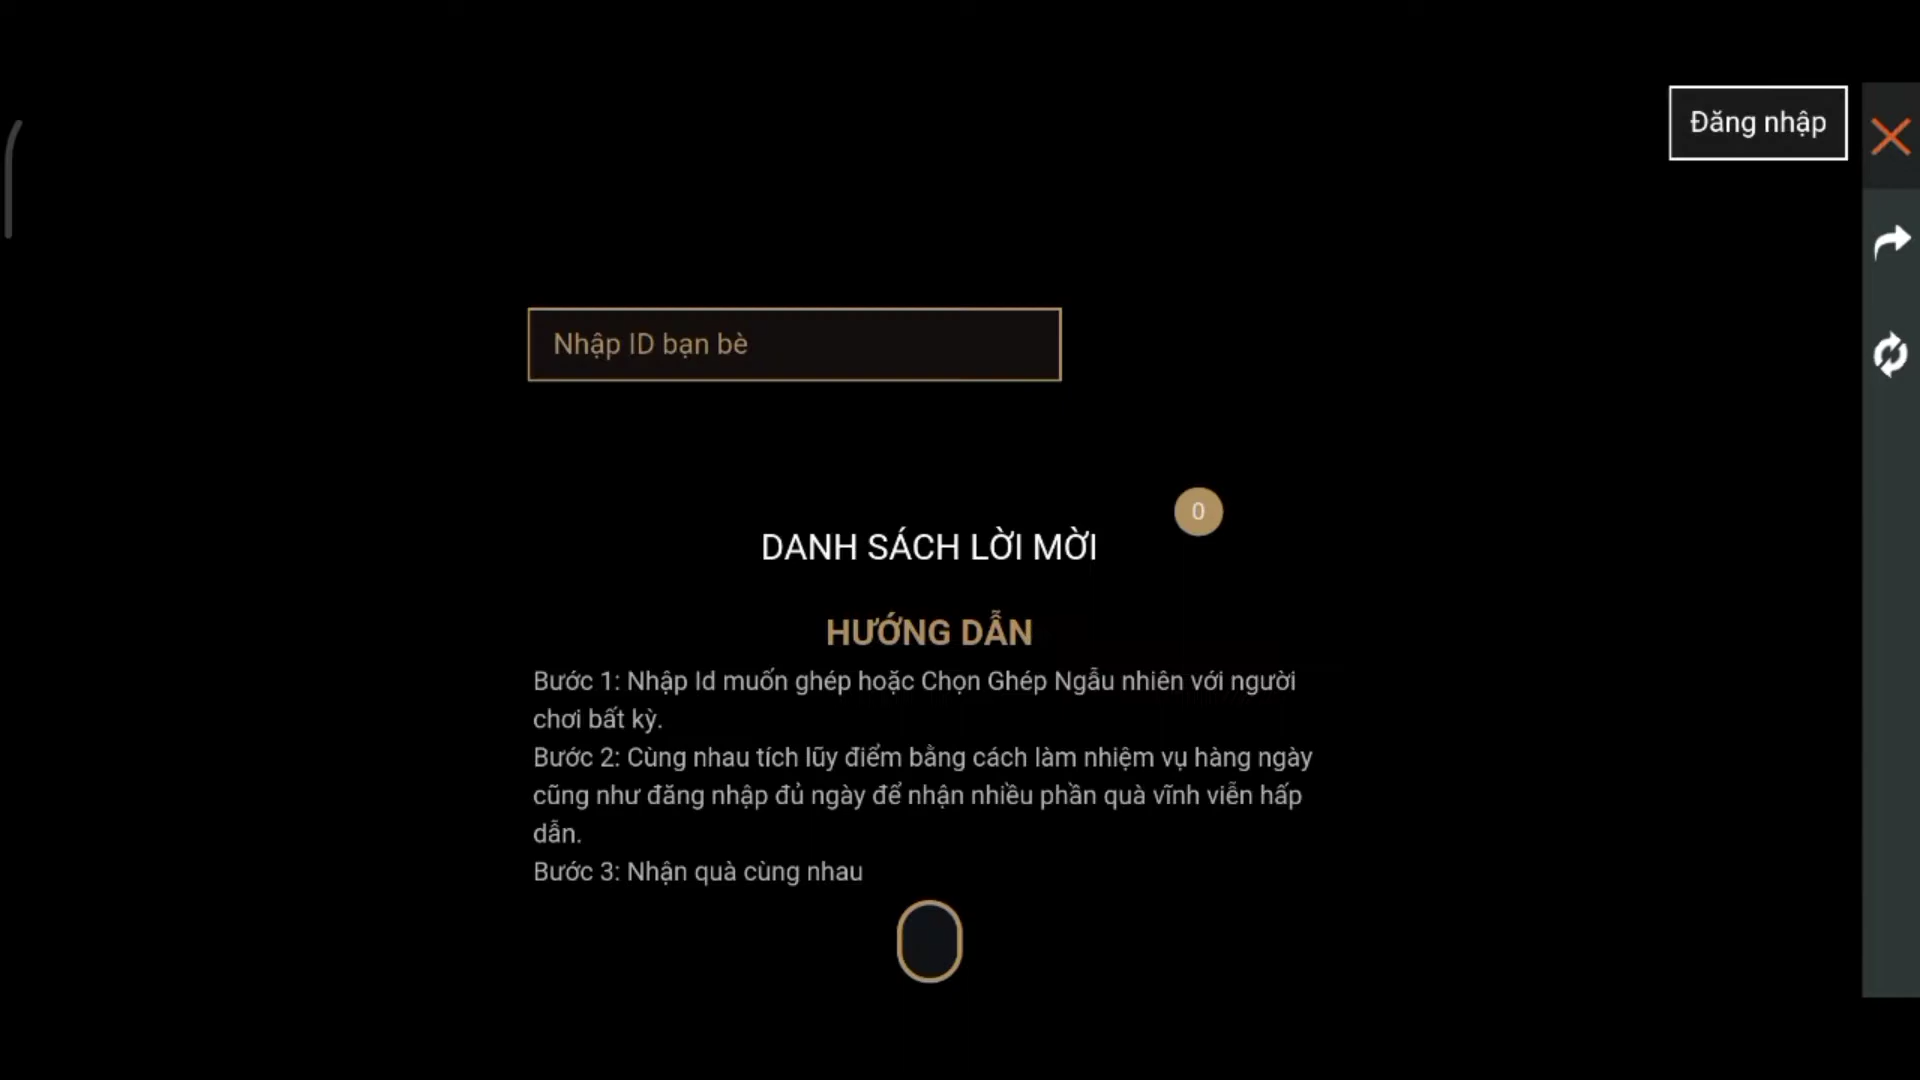 Đăng nhập
Nhập ID bạn bè
0
DANH SÁCH LỜI MỜI
HƯỚNG DẪN
Bước 1: Nhập Id muốn ghép hoặc Chọn Ghép Ngẫu nhiên với người
chơi bất kỳ.
Bước 2: Cùng nhau tích lũy điểm bằng cách làm nhiệm vụ hàng ngày
cũng như đăng nhập đủ ngày để nhận nhiều phần quà vĩnh viễn hấp
dẫn.
Bước 3: Nhận quà cùng nhau